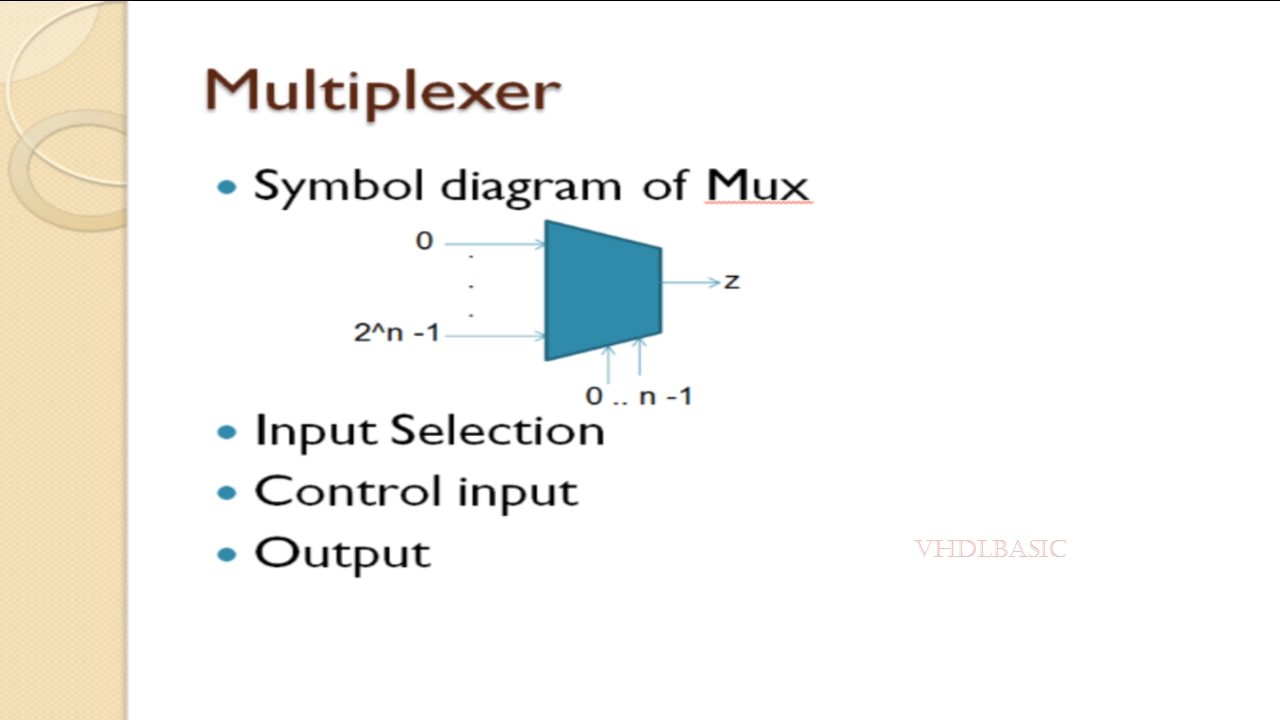 Multiplexer
Symbol diagram of Mux
0
.
.
.
z
2^n -1
0 .. n -1
Input Selection
Control input
Output
VHDLBASIC